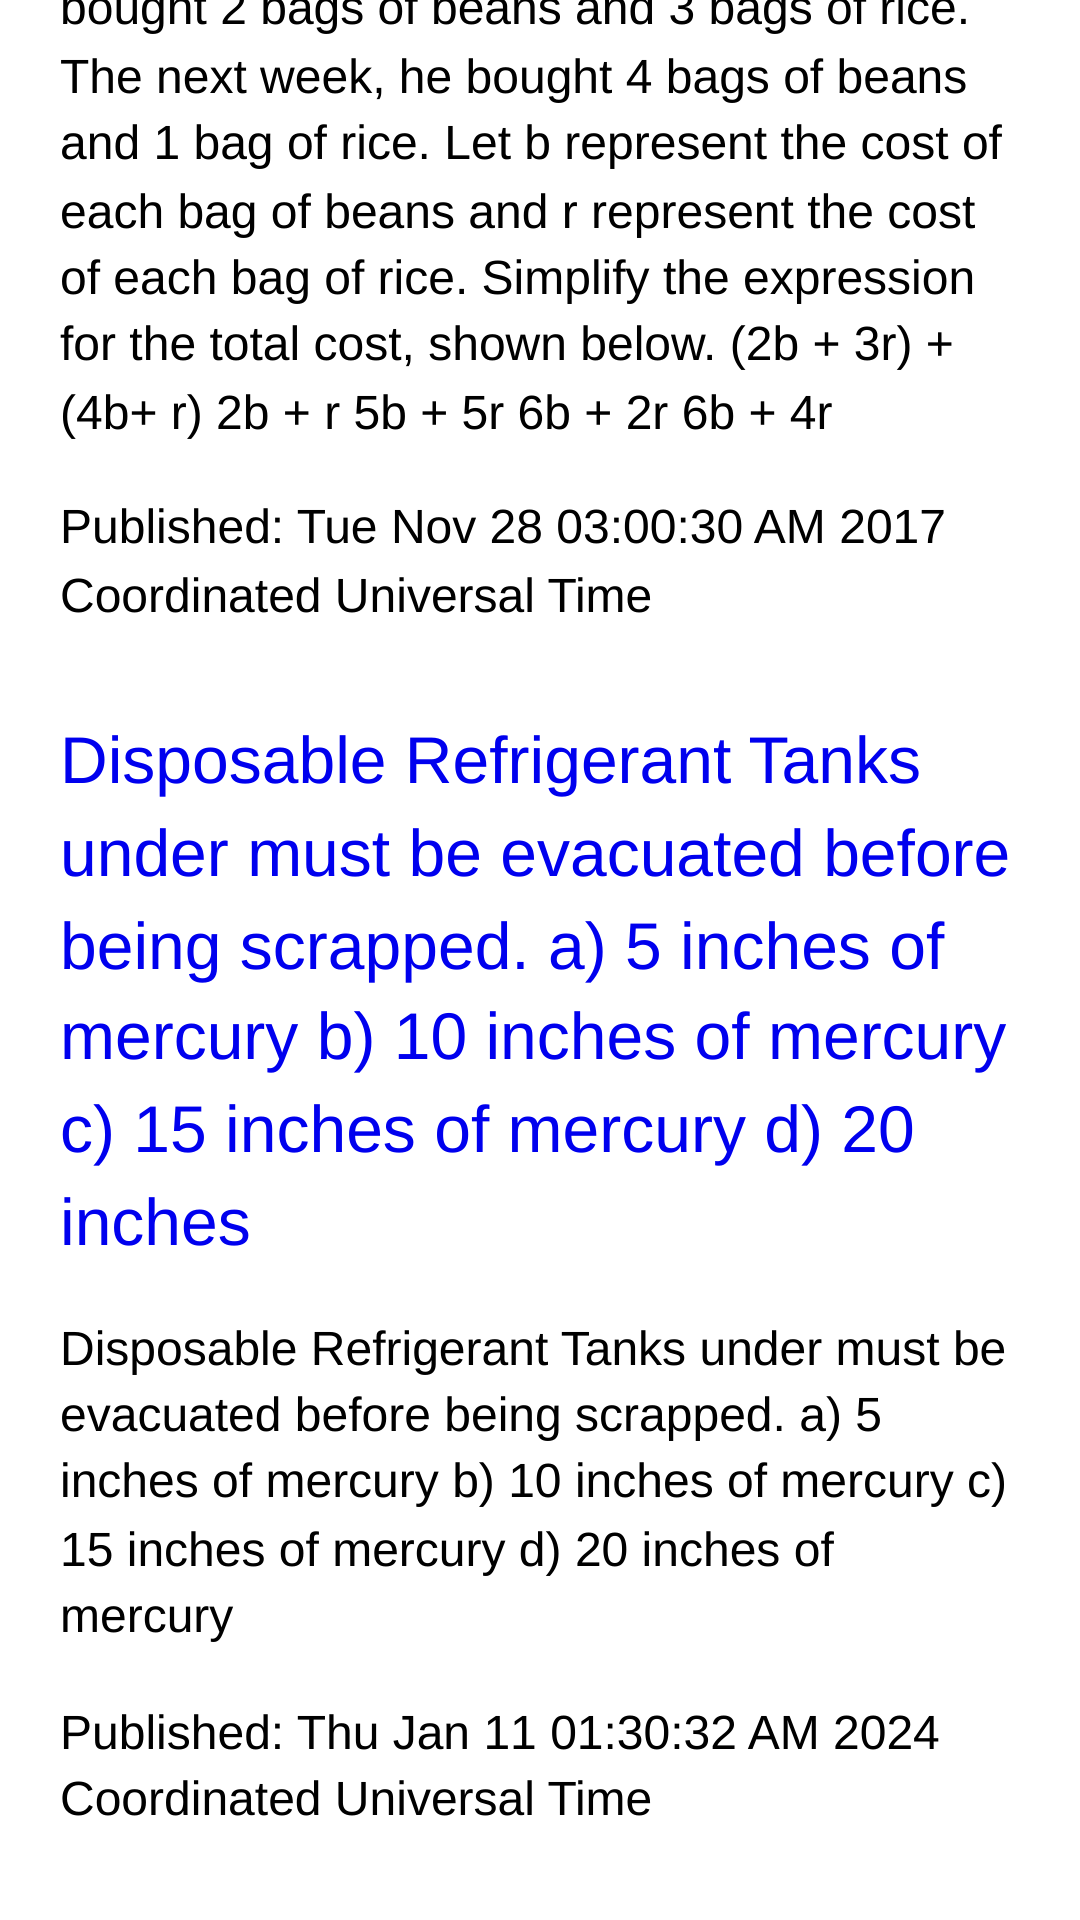 bought 2 bags of beans and 3 bags of rice.
The next week, he bought 4 bags of beans
and 1 bag of rice. Let b represent the cost of
each bag of beans and r represent the cost
of each bag of rice. Simplify the expression
for the total cost, shown below. (2b + 3r) +
(4b+ r) 2b + r 5b + 5r 6b + 2r 6b + 4r
Published: Tue Nov 28 03:00:30 AM 2017
Coordinated Universal Time
Disposable Refrigerant Tanks
under must be evacuated before
being scrapped. a) 5 inches of
mercury b) 10 inches of mercury
c) 15 inches of mercury d) 20
inches
Disposable Refrigerant Tanks under must be
evacuated before being scrapped. a) 5
inches of mercury b) 10 inches of mercury c)
15 inches of mercury d) 20 inches of
mercury
Published: Thu Jan 11 01:30:32 AM 2024
Coordinated Universal Time